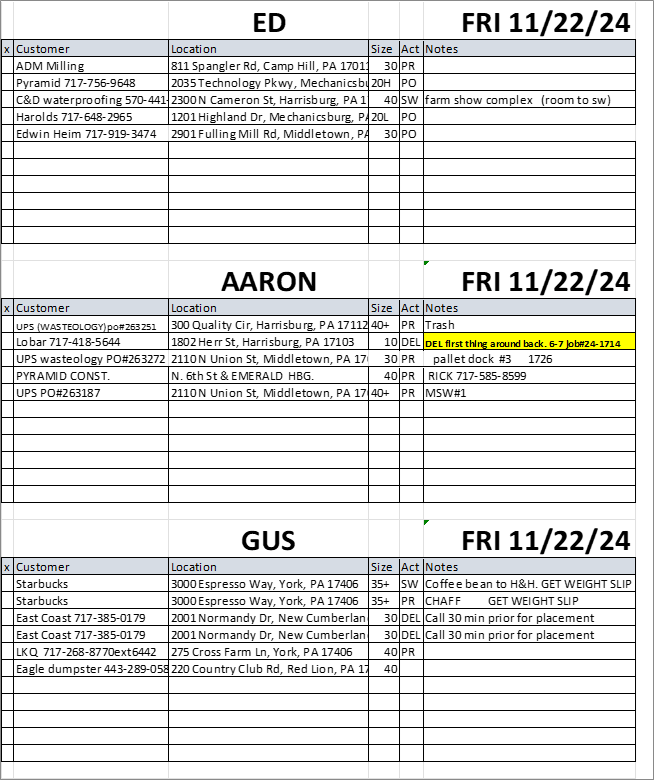 ED FRI 11/22/24
x Customer Location Size Act Notes
ADM Milling 811 Spangler Rd, Camp Hill, PA 17011 30 PR
Pyramid 717-756-9648 2035 Technology Pkwy, Mechanicsbu 20H PO
C&D waterproofing 570-441- 2300 N Cameron St, Harrisburg, PA 1 40 SW farm show complex (room to sw)
Harolds 717-648-2965 1201 Highland Dr, Mechanicsburg, PA 20L PO
Edwin Heim 717-919-3474 2901 Fulling Mill Rd, Middletown, PA 30 PO
AARON FRI 11/22/24
x Customer Location Size Act Notes
UPS (WASTEOLOGY)po#263251 300 Quality Cir, Harrisburg, PA 17112 40+ PR Trash
Lobar 717-418-5644 1802 Herr St, Harrisburg, PA 17103 10 DEL DEL first thing around back. 6-7 Job#24-1714
UPS wasteology PO#263272 2110 N Union St, Middletown, PA 170 30 PR pallet dock #3 1726
PYRAMID CONST. N. 6th St & EMERALD HBG. 40 PR RICK 717-585-8599
UPS PO#263187 2110 N Union St, Middletown, PA 170 40+ PR MSW#1
GUS FRI 11/22/24
x Customer Location Size Act Notes
Starbucks 3000 Espresso Way, York, PA 17406 35+ SW Coffee bean to H&H. GET WEIGHT SLIP
Starbucks 3000 Espresso Way, York, PA 17406 35+ PR CHAFF GET WEIGHT SLIP
East Coast 717-385-0179 2001 Normandy Dr, New Cumberlan 30 DEL Call 30 min prior for placement
East Coast 717-385-0179 2001 Normandy Dr, New Cumberlan 30 DEL Call 30 min prior for placement
LKQ 717-268-8770ext6442 275 Cross Farm Ln, York, PA 17406 40 PR
Eagle dumpster 443-289-058 220 Country Club Rd, Red Lion, PA 17 40